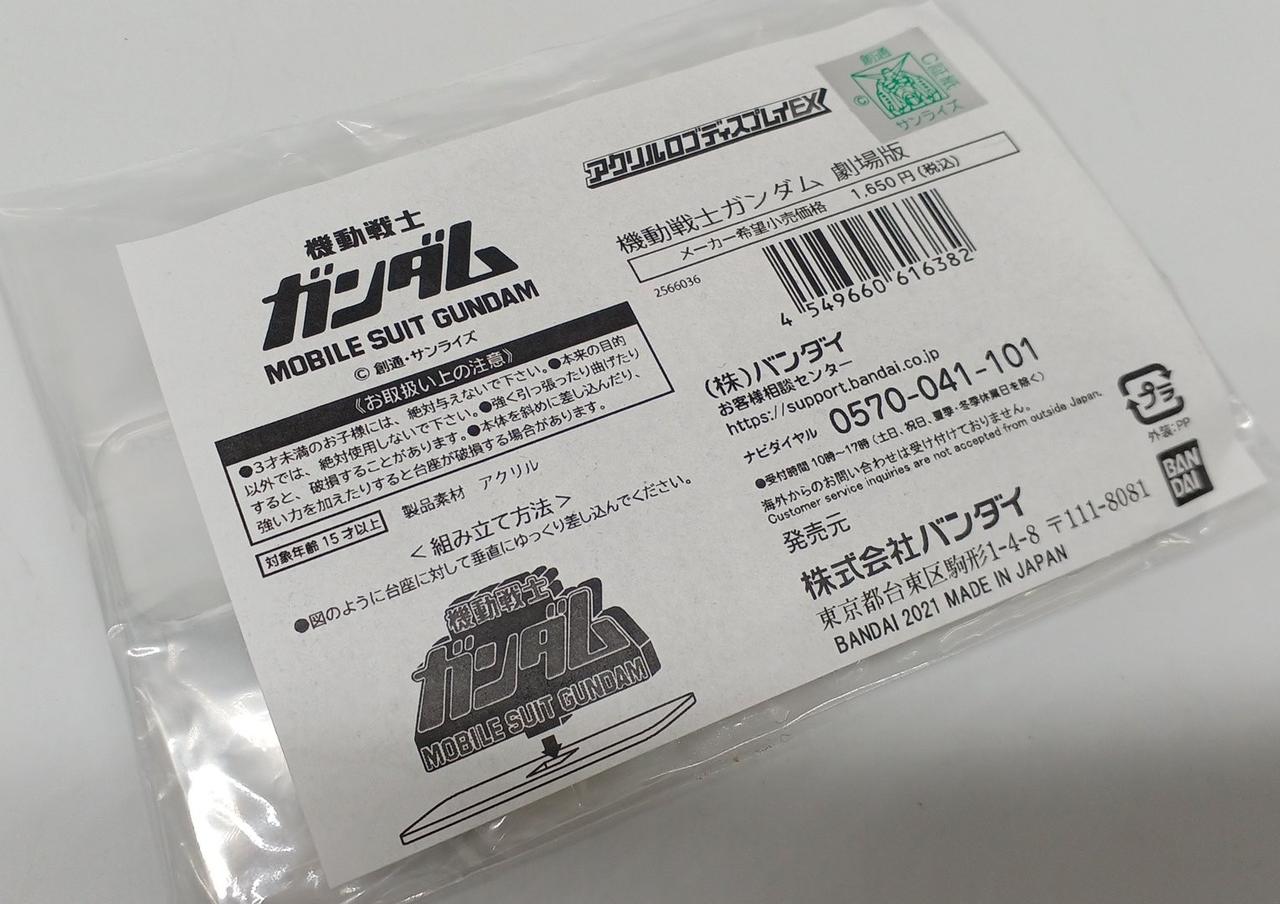 機動戦士
ガンダム
MOBILE SUIT GUNDAM
© 創通・サンライズ
《お取扱い上の注意》
●3才未満のお子様には、絶対与えないで下さい。●本来の目的
以外では、絶対使用しないで下さい。●強く引っ張ったり曲げたり
すると、破損することがあります。●本体を斜めに差し込んだり、
強い力を加えたりすると台座が破損する場合があります。
対象年齢 15才以上
製品素材 アクリル
<組み立て方法>
●図のように台座に対して垂直にゆっくり差し込んでください。
機動戦士
ガンダム
MOBILE SUIT GUNDAM
アクリルロゴディスプレイEX
創通
©
C証紙
サンライズ
機動戦士ガンダム 劇場版
メーカー希望小売価格 1,650円(税込)
2566036
4 549660 616382
(株)バンダイ
お客様相談センター
https://support.bandai.co.jp
ナビダイヤル 0570-041-101
●受付時間 10時〜17時(土日、祝日、夏季・冬季休業日を除く)
海外からのお問い合わせは受け付けておりません。
Customer service inquiries are not accepted from outside Japan.
発売元
株式会社バンダイ
東京都台東区駒形1-4-8 〒111-8081
BANDAI 2021 MADE IN JAPAN
プラ
外装:PP
BAN
DAI